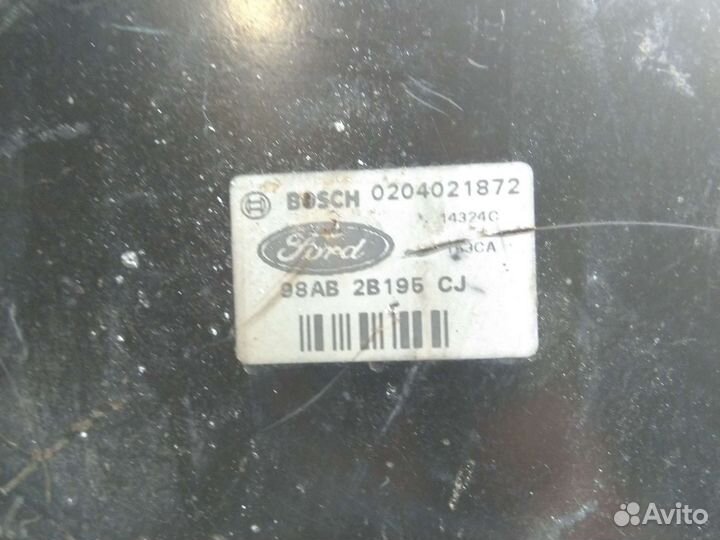 BOSCH 0204021872
14324C
Ford
98AB 2B195 CJ
Avito